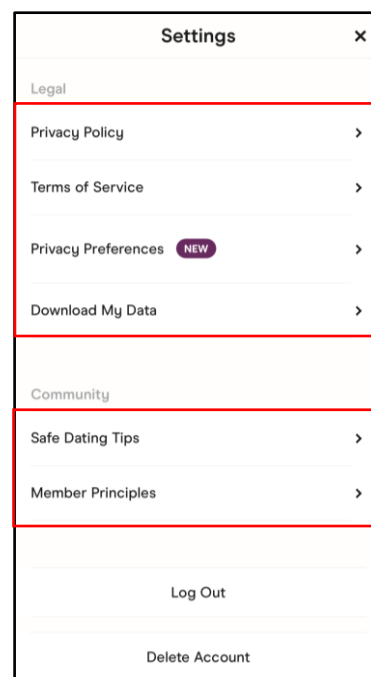 Settings ×
Legal
Privacy Policy
Terms of Service
Privacy Preferences NEW
Download My Data
Community
Safe Dating Tips
Member Principles
Log Out
Delete Account